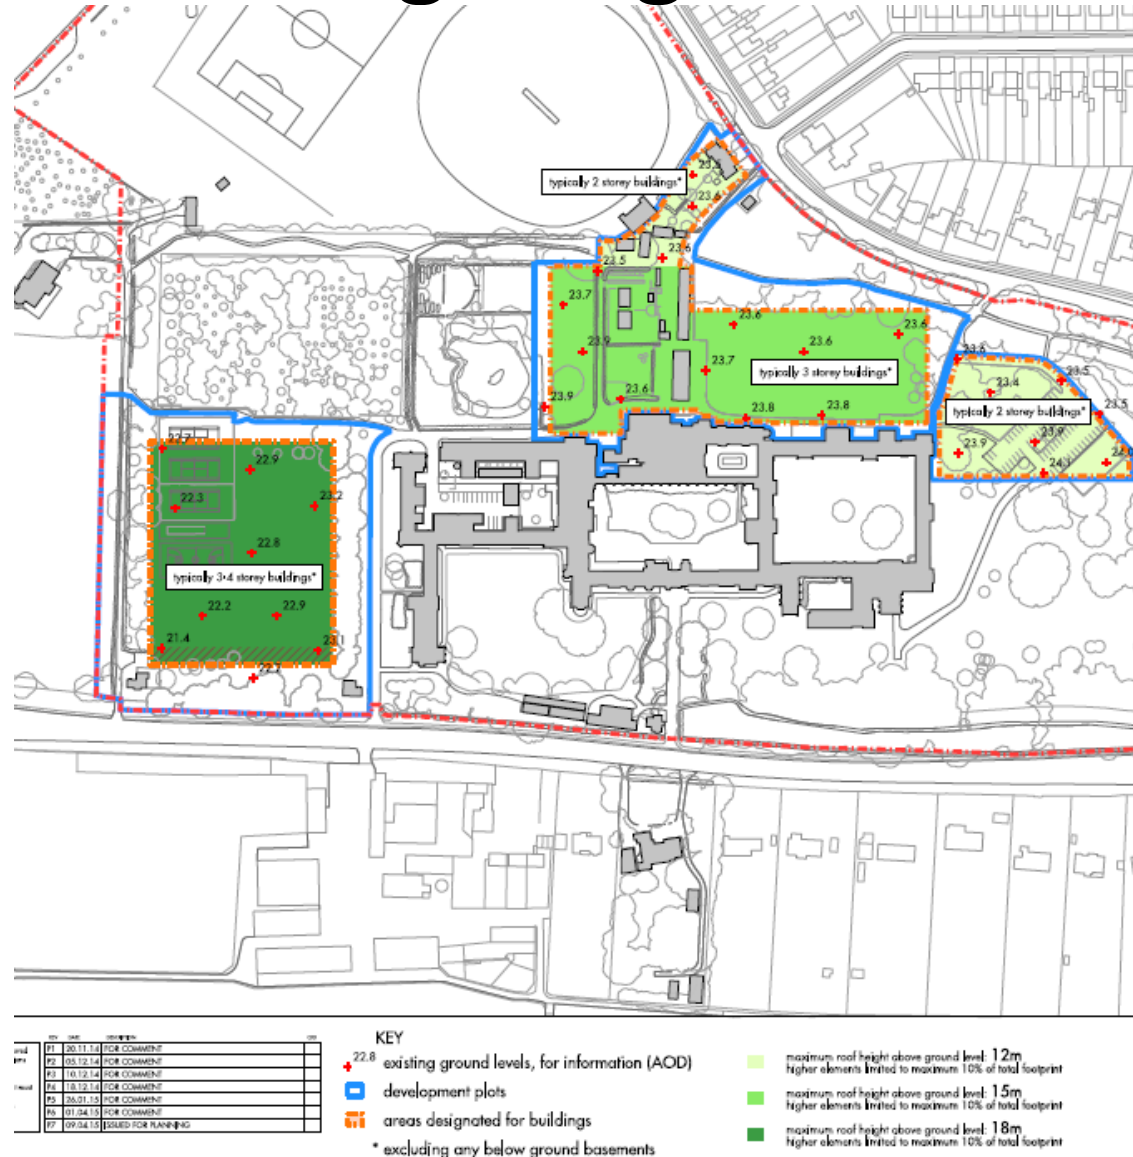 typically 2 storey buildings*
23.6
23.6
23.5
23.7
23.6
23.6
23.9
23.6
23.7
typically 3 storey buildings*
23.6
23.4
23.5
23.9
23.6
23.8
23.8
typically 2 storey buildings*
23.5
23.9
23.9
24.1
22.7
22.9
22.3
23.2
22.8
typically 3-4 storey buildings*
22.2
22.9
21.4
23.1
22.7
REV DATE DESCRIPTION
P1 20.11.14 FOR COMMENT
P2 05.12.14 FOR COMMENT
P3 10.12.14 FOR COMMENT
P4 18.12.14 FOR COMMENT
P5 26.01.15 FOR COMMENT
P6 01.04.15 FOR COMMENT
P7 09.04.15 ISSUED FOR PLANNING
KEY
22.8 existing ground levels, for information (AOD)
development plots
areas designated for buildings
* excluding any below ground basements
maximum roof height above ground level: 12m
higher elements limited to maximum 10% of total footprint
maximum roof height above ground level: 15m
higher elements limited to maximum 10% of total footprint
maximum roof height above ground level: 18m
higher elements limited to maximum 10% of total footprint